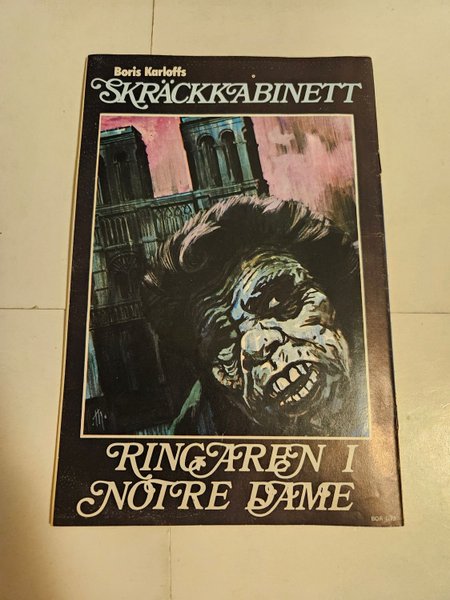 Boris Karloffs
SKRÄCKKABINETT
RINGAREN I
NOTRE DAME